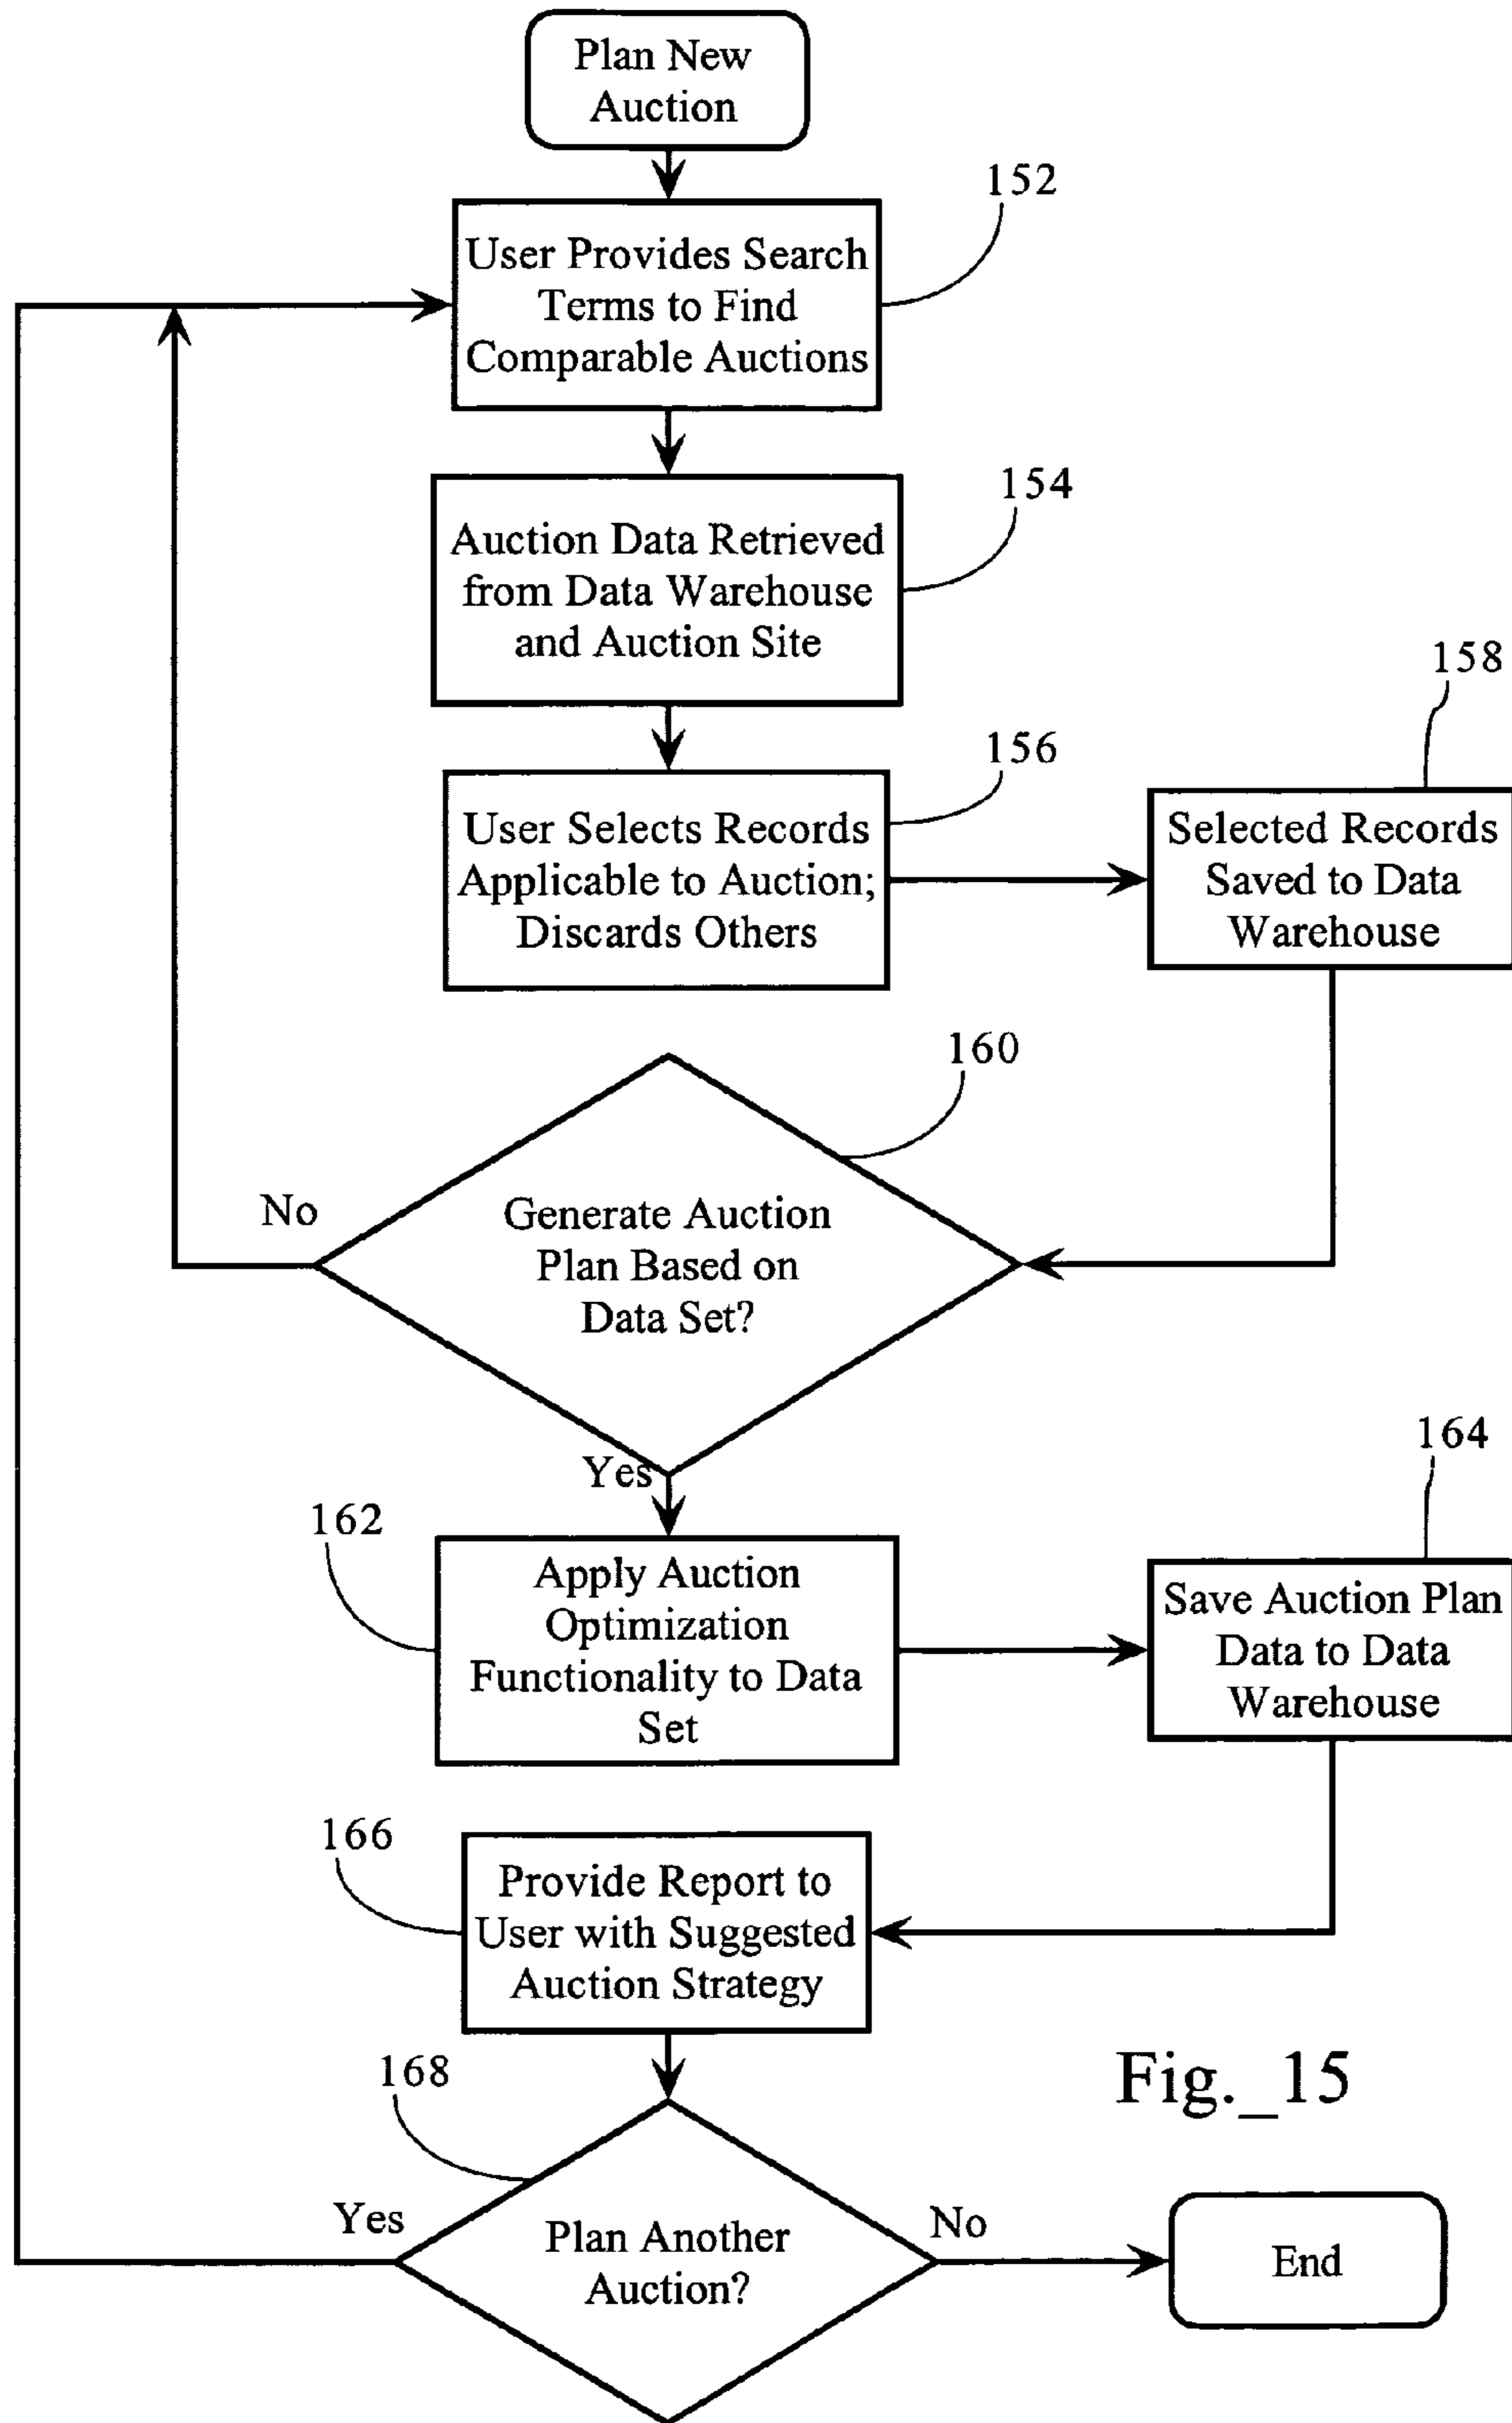 Plan New
Auction
152
User Provides Search
Terms to Find
Comparable Auctions
154
Auction Data Retrieved
from Data Warehouse
and Auction Site
156
User Selects Records
Applicable to Auction;
Discards Others
158
Selected Records
Saved to Data
Warehouse
160
Generate Auction
Plan Based on
Data Set?
No
Yes
162
Apply Auction
Optimization
Functionality to Data
Set
164
Save Auction Plan
Data to Data
Warehouse
166
Provide Report to
User with Suggested
Auction Strategy
168
Plan Another
Auction?
Yes
No
End
Fig._15